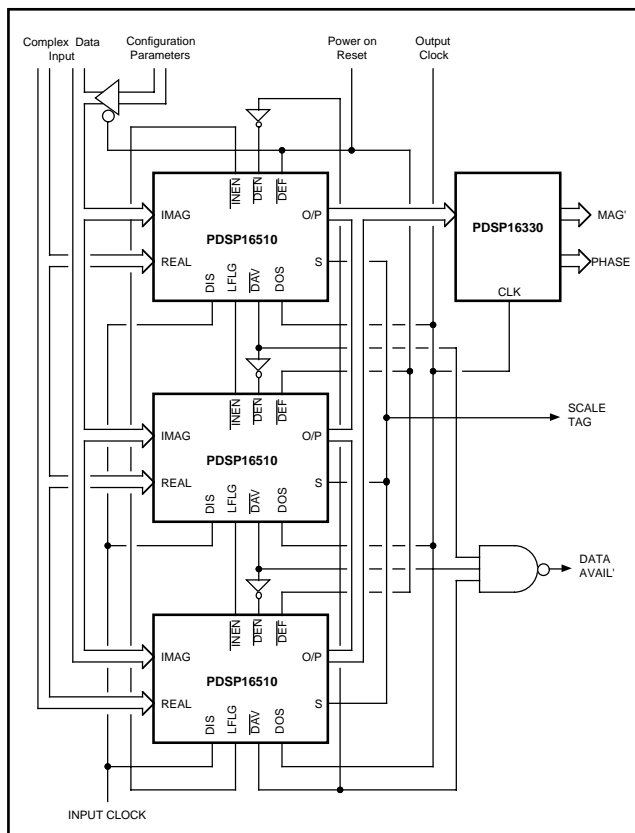 Complex Data Input
Configuration Parameters
Power on Reset
Output Clock
INEN DEN DEF
IMAG O/P
PDSP16510
REAL S
DIS LFLG DAV DOS
PDSP16330
MAG'
PHASE
CLK
INEN DEN DEF
IMAG O/P
PDSP16510
REAL S
DIS LFLG DAV DOS
SCALE TAG
DATA AVAIL'
INEN DEN DEF
IMAG O/P
PDSP16510
REAL S
DIS LFLG DAV DOS
INPUT CLOCK